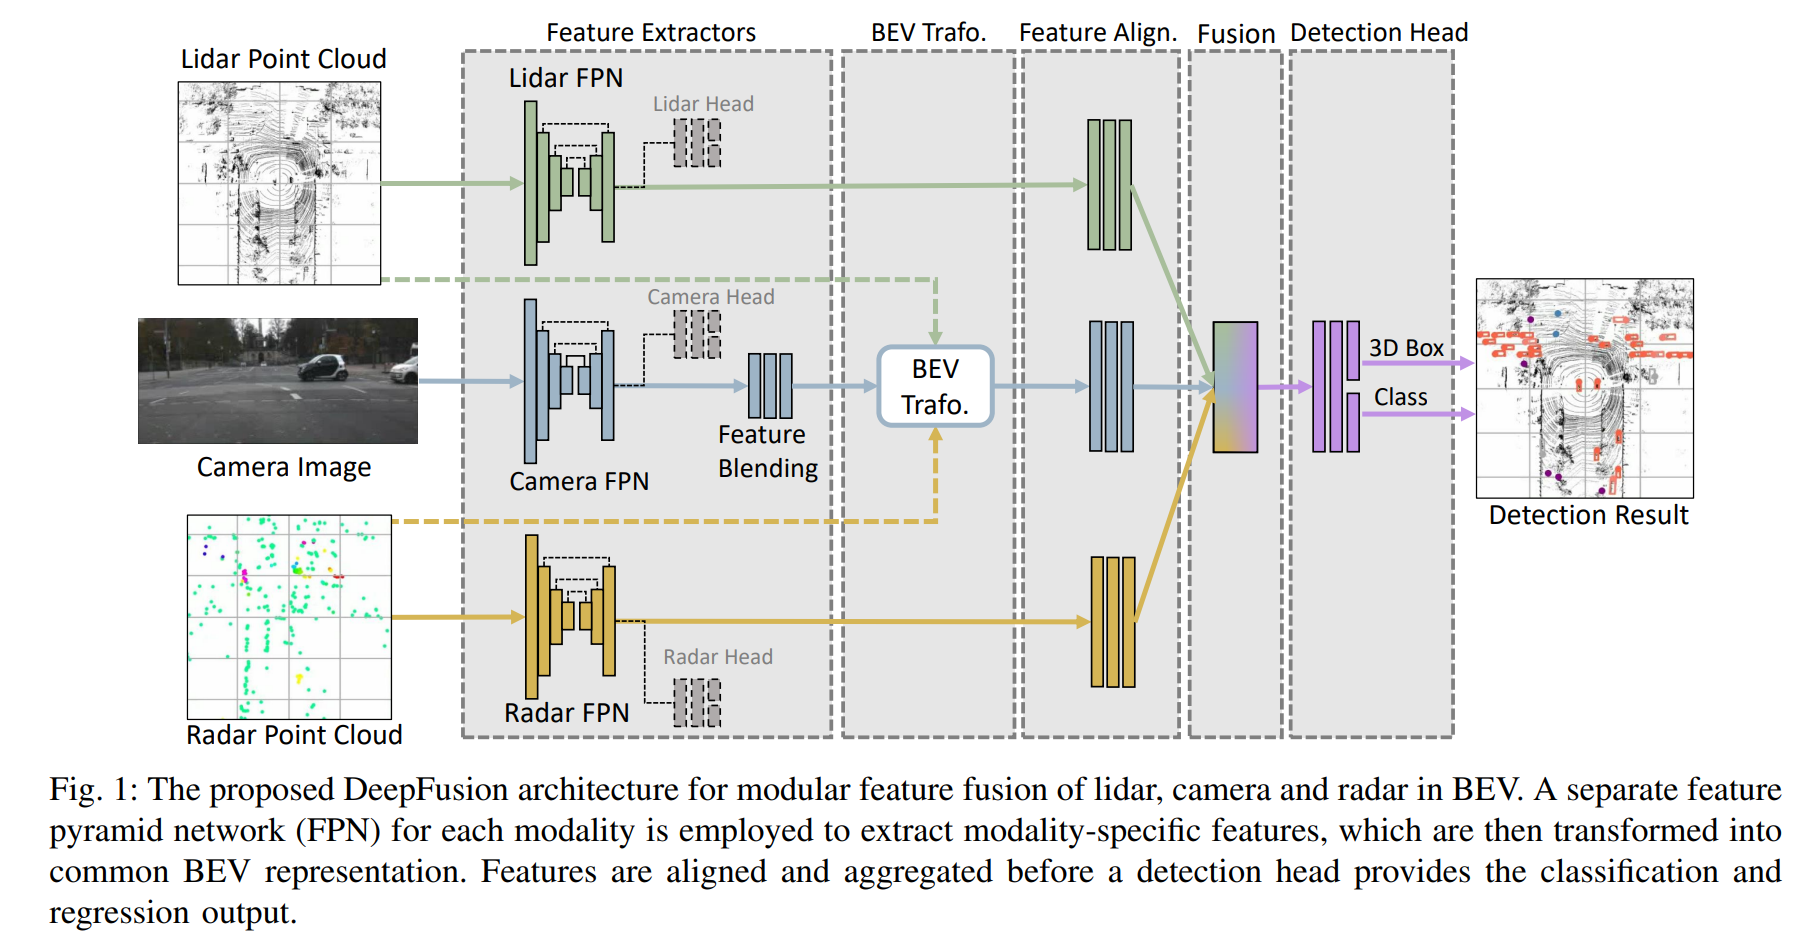 Feature Extractors
BEV Trafo.
Feature Align.
Fusion
Detection Head
Lidar Point Cloud
Lidar FPN
Lidar Head
Camera Head
BEV
Trafo.
3D Box
Class
Feature
Blending
Camera Image
Camera FPN
Detection Result
Radar Head
Radar FPN
Radar Point Cloud
Fig. 1: The proposed DeepFusion architecture for modular feature fusion of lidar, camera and radar in BEV. A separate feature
pyramid network (FPN) for each modality is employed to extract modality-specific features, which are then transformed into
common BEV representation. Features are aligned and aggregated before a detection head provides the classification and
regression output.